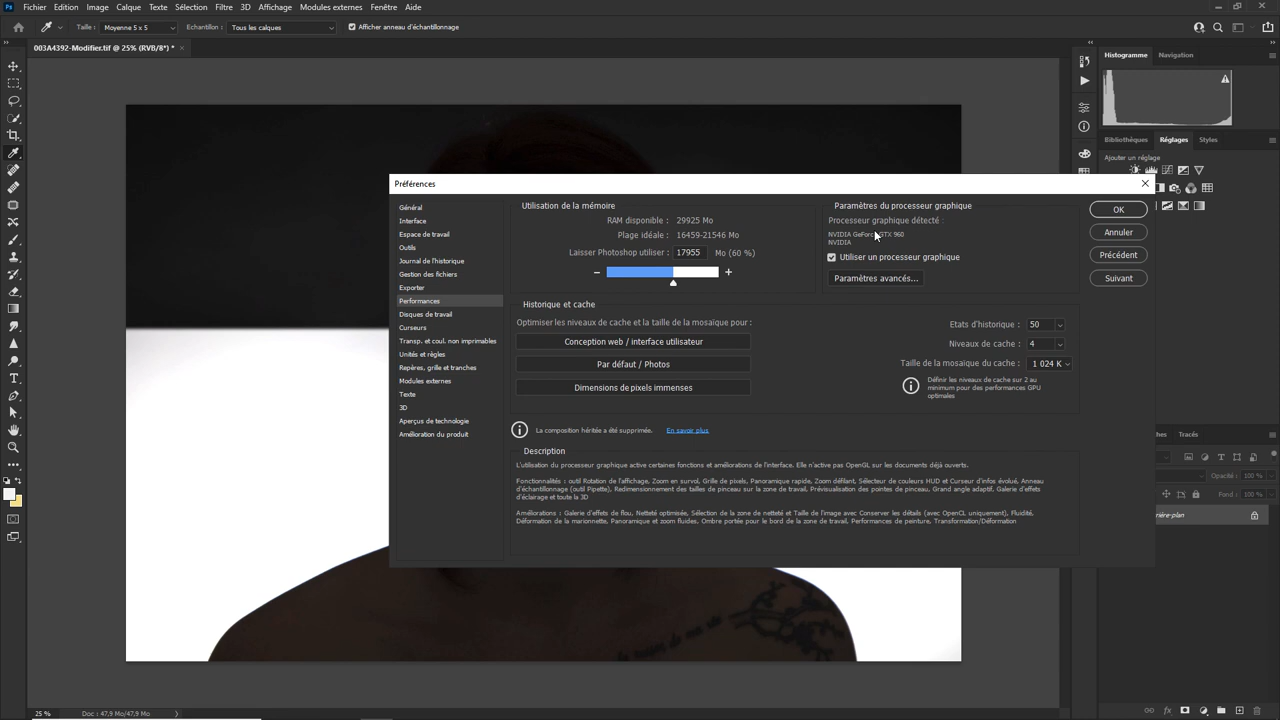 Fichier Edition Image Calque Texte Sélection Filtre 3D Affichage Modules externes Fenêtre Aide
Taille : Moyenne 5 x 5 Echantillon : Tous les calques Afficher anneau d'échantillonnage
003A4392-Modifier.tif @ 25% (RVB/8*) *
Histogramme Navigation
Bibliothèques Réglages Styles
Ajouter un réglage
Préférences
Général
Interface
Espace de travail
Outils
Journal de l'historique
Gestion des fichiers
Exporter
Performances
Disques de travail
Curseurs
Transp. et coul. non imprimables
Unités et règles
Repères, grille et tranches
Modules externes
Texte
3D
Aperçus de technologie
Amélioration du produit
Utilisation de la mémoire
RAM disponible : 29925 Mo
Plage idéale : 16459-21546 Mo
Laisser Photoshop utiliser : 17955 Mo (60 %)
Paramètres du processeur graphique
Processeur graphique détecté :
NVIDIA GeForce GTX 960
NVIDIA
Utiliser un processeur graphique
Paramètres avancés...
OK
Annuler
Précédent
Suivant
Historique et cache
Optimiser les niveaux de cache et la taille de la mosaïque pour :
Conception web / interface utilisateur
Par défaut / Photos
Dimensions de pixels immenses
Etats d'historique : 50
Niveaux de cache : 4
Taille de la mosaïque du cache : 1 024 K
Définir les niveaux de cache sur 2 au
minimum pour des performances GPU
optimales
La composition héritée a été supprimée. En savoir plus
Description
L'utilisation du processeur graphique active certaines fonctions et améliorations de l'interface. Elle n'active pas OpenGL sur les documents déjà ouverts.
Fonctionnalités : outil Rotation de l'affichage, Zoom en survol, Grille de pixels, Panoramique rapide, Zoom défilant, Sélecteur de couleurs HUD et Curseur d'infos évolué, Anneau
d'échantillonnage (outil Pipette), Redimensionnement des tailles de pinceau sur la zone de travail, Prévisualisation des pointes de pinceau, Grand angle adaptif, Galerie d'effets
d'éclairage et toute la 3D
Améliorations : Galerie d'effets de flou, Netteté optimisée, Sélection de la zone de netteté et Taille de l'image avec Conserver les détails (avec OpenCL uniquement), Fluidité,
Déformation de la marionnette, Panoramique et zoom fluides, Ombre portée pour le bord de la zone de travail, Performances de peinture, Transformation/Déformation
Tracés
Opacité : 100 %
Fond : 100 %
25 % Doc : 47,9 Mo/47,9 Mo